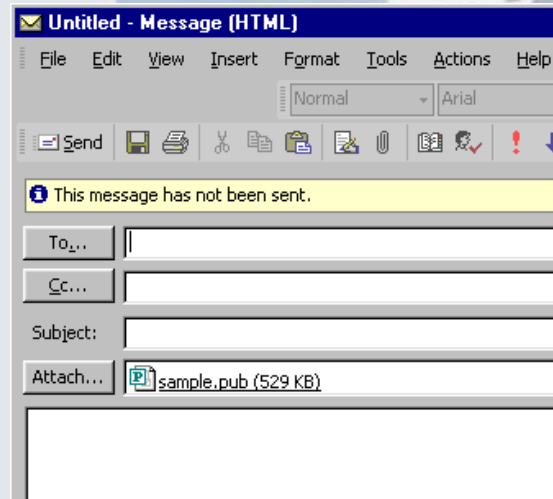 Untitled - Message (HTML)
File Edit View Insert Format Tools Actions Help
Normal Arial
Send
This message has not been sent.
To...
Cc...
Subject:
Attach... sample.pub (529 KB)